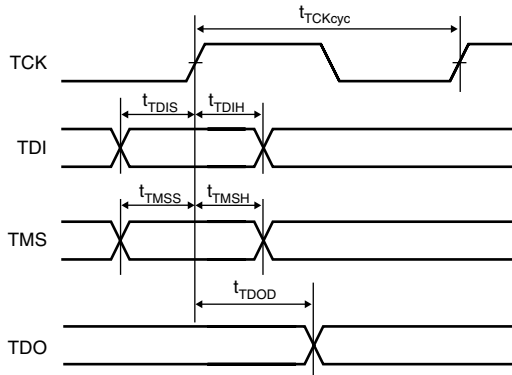 tTCKcyc
TCK
tTDIS tTDIH
TDI
tTMSS tTMSH
TMS
tTDOD
TDO